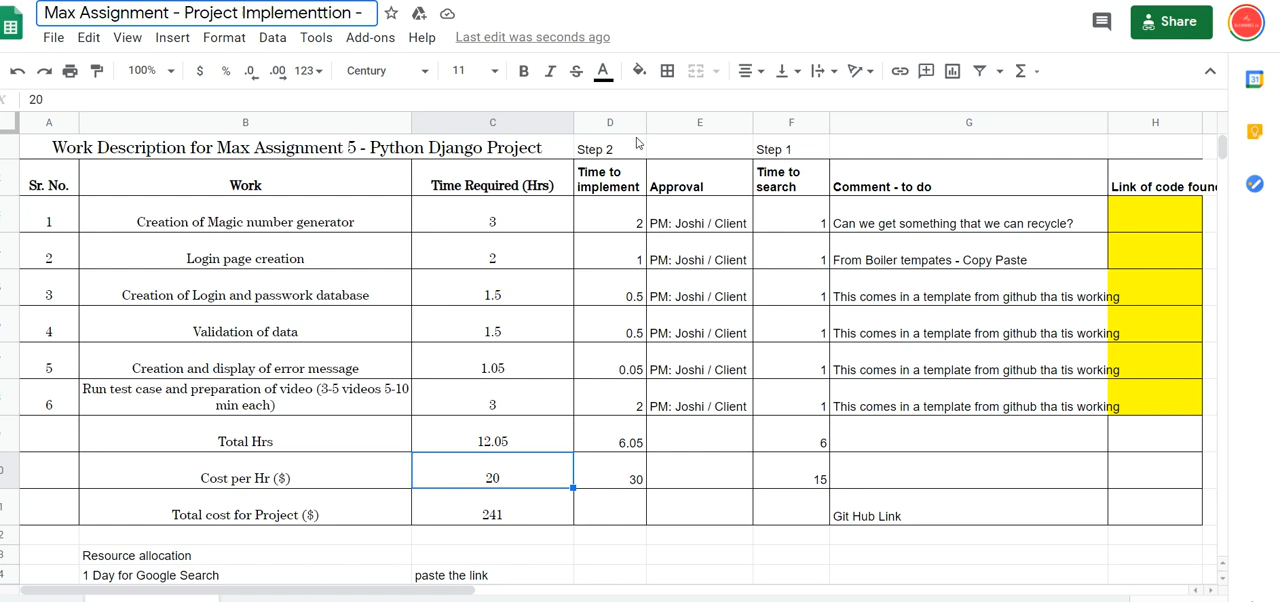 Max Assignment - Project Implementtion -
File Edit View Insert Format Data Tools Add-ons Help Last edit was seconds ago
Share
100% $ % .0 .00 123 Century 11 B I S A
31
20
A B C D E F G H
Work Description for Max Assignment 5 - Python Django Project Step 2 Step 1
Sr. No. Work Time Required (Hrs) Time to implement Approval Time to search Comment - to do Link of code foun
1 Creation of Magic number generator 3 2 PM: Joshi / Client 1 Can we get something that we can recycle?
2 Login page creation 2 1 PM: Joshi / Client 1 From Boiler tempates - Copy Paste
3 Creation of Login and passwork database 1.5 0.5 PM: Joshi / Client 1 This comes in a template from github tha tis working
4 Validation of data 1.5 0.5 PM: Joshi / Client 1 This comes in a template from github tha tis working
5 Creation and display of error message 1.05 0.05 PM: Joshi / Client 1 This comes in a template from github tha tis working
6 Run test case and preparation of video (3-5 videos 5-10 min each) 3 2 PM: Joshi / Client 1 This comes in a template from github tha tis working
Total Hrs 12.05 6.05 6
Cost per Hr ($) 20 30 15
Total cost for Project ($) 241 Git Hub Link
Resource allocation
1 Day for Google Search paste the link